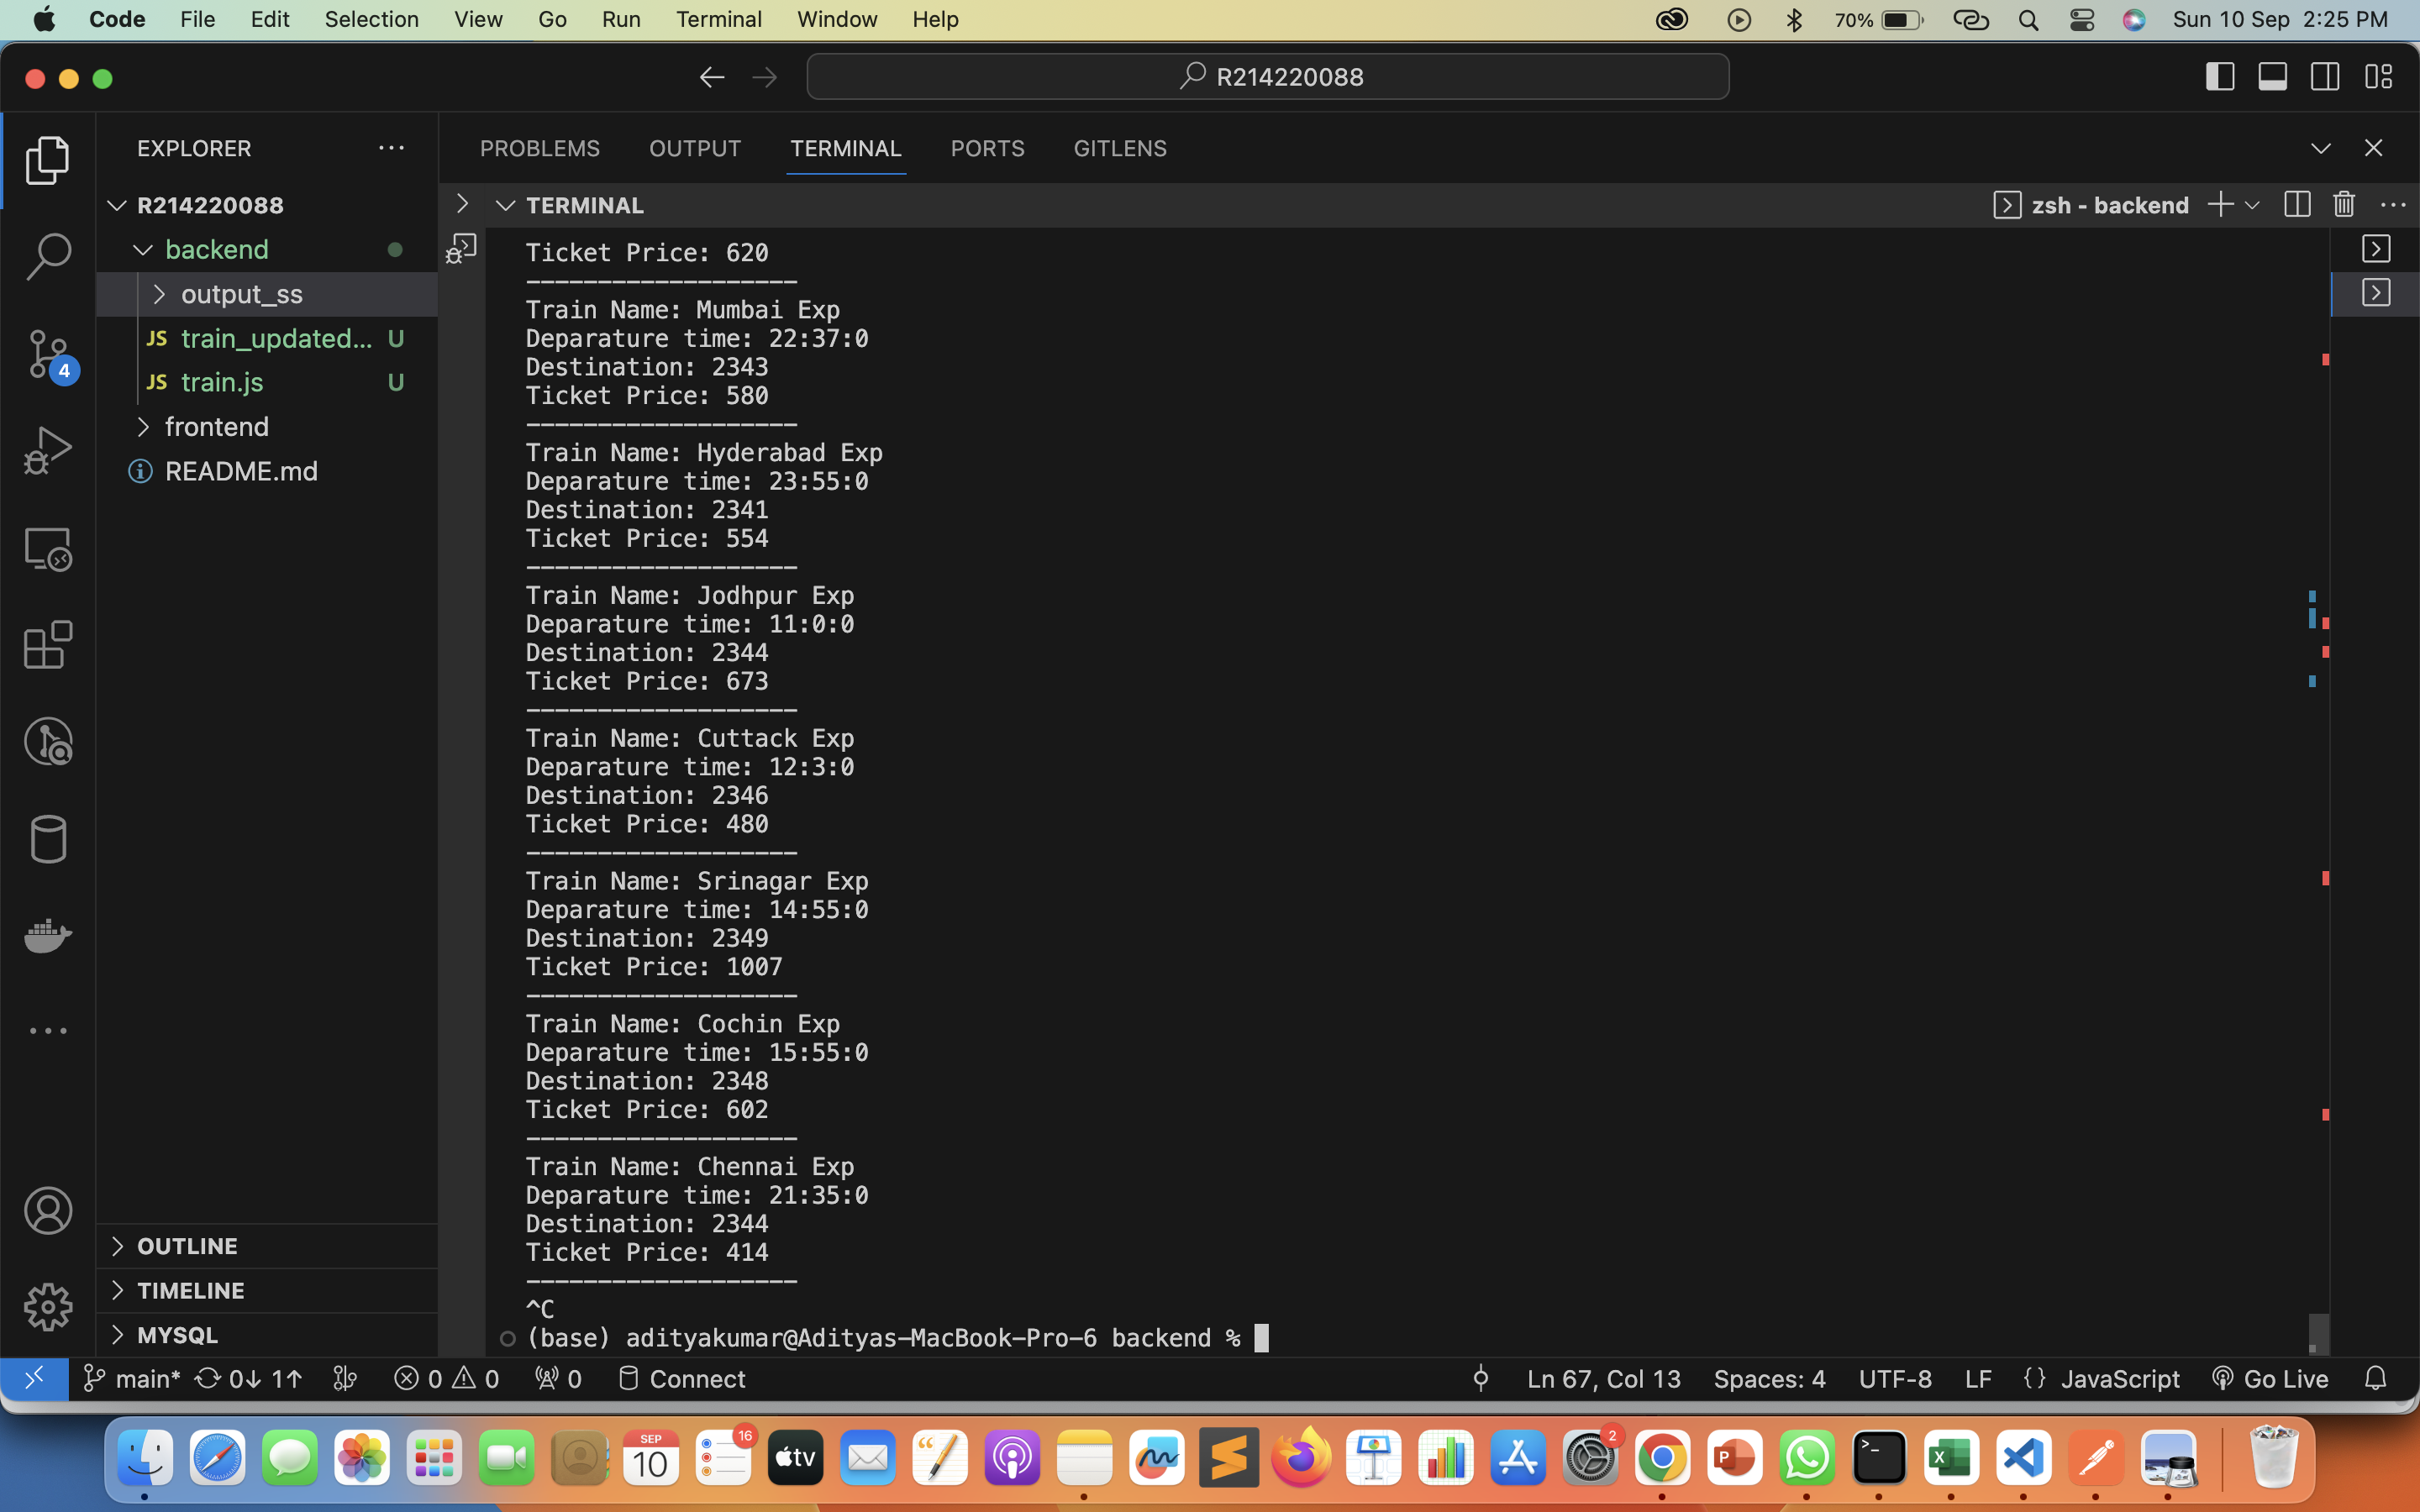 Code File Edit Selection View Go Run Terminal Window Help 70% Sun 10 Sep 2:25 PM
R214220088
EXPLORER
R214220088
backend
output_ss
JS train_updated... U
JS train.js U
frontend
README.md
4
OUTLINE
TIMELINE
MYSQL
PROBLEMS OUTPUT TERMINAL PORTS GITLENS
TERMINAL zsh - backend
Ticket Price: 620
-------------------
Train Name: Mumbai Exp
Deparature time: 22:37:0
Destination: 2343
Ticket Price: 580
-------------------
Train Name: Hyderabad Exp
Deparature time: 23:55:0
Destination: 2341
Ticket Price: 554
-------------------
Train Name: Jodhpur Exp
Deparature time: 11:0:0
Destination: 2344
Ticket Price: 673
-------------------
Train Name: Cuttack Exp
Deparature time: 12:3:0
Destination: 2346
Ticket Price: 480
-------------------
Train Name: Srinagar Exp
Deparature time: 14:55:0
Destination: 2349
Ticket Price: 1007
-------------------
Train Name: Cochin Exp
Deparature time: 15:55:0
Destination: 2348
Ticket Price: 602
-------------------
Train Name: Chennai Exp
Deparature time: 21:35:0
Destination: 2344
Ticket Price: 414
-------------------
^C
(base) adityakumar@Adityas-MacBook-Pro-6 backend %
main* 0↓ 1↑ 0 0 0 Connect Ln 67, Col 13 Spaces: 4 UTF-8 LF {} JavaScript Go Live
SEP
10
16
tv
2
P
>_
X